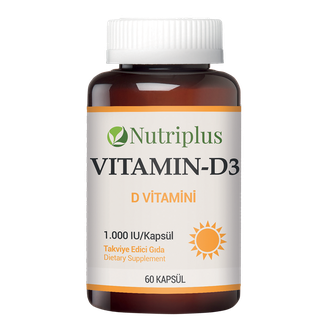 Nutriplus
VITAMIN-D3
D VİTAMİNİ
1.000 IU/Kapsül
Takviye Edici Gıda
Dietary Supplement
60 KAPSÜL